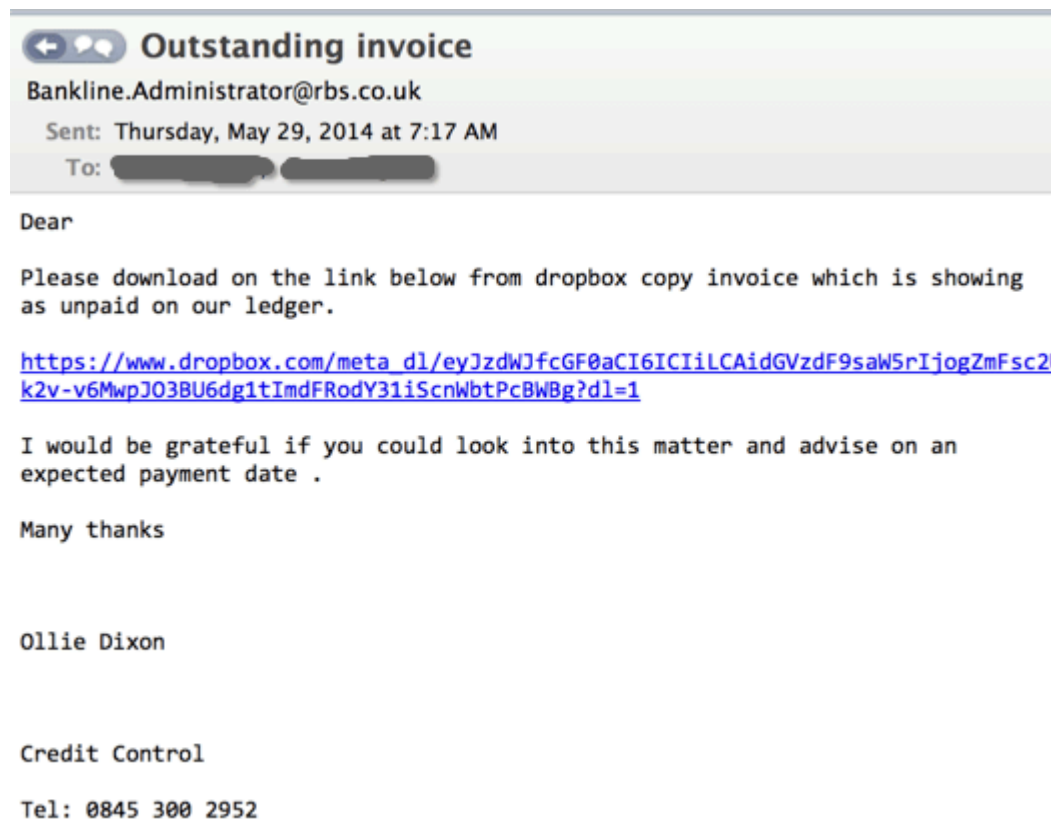 Outstanding invoice
Bankline.Administrator@rbs.co.uk
Sent: Thursday, May 29, 2014 at 7:17 AM
To:
Dear
Please download on the link below from dropbox copy invoice which is showing
as unpaid on our ledger.
https://www.dropbox.com/meta_dl/eyJzdWJfcGF0aCI6ICIiLCAidGVzdF9saW5rIjogZmFsc2
k2v-v6MwpJO3BU6dg1tImdFRodY31iScnWbtPcBWBg?dl=1
I would be grateful if you could look into this matter and advise on an
expected payment date .
Many thanks
Ollie Dixon
Credit Control
Tel: 0845 300 2952